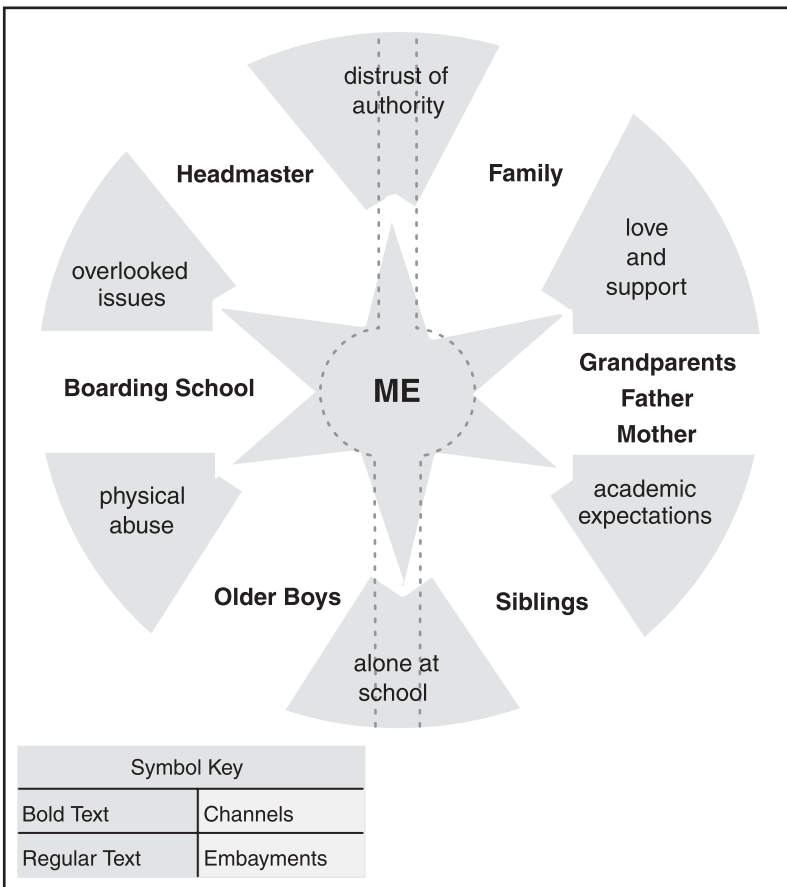 distrust of
authority
Headmaster
Family
overlooked
issues
love
and
support
Boarding School
ME
Grandparents
Father
Mother
physical
abuse
academic
expectations
Older Boys
Siblings
alone at
school
Symbol Key
Bold Text Channels
Regular Text Embayments